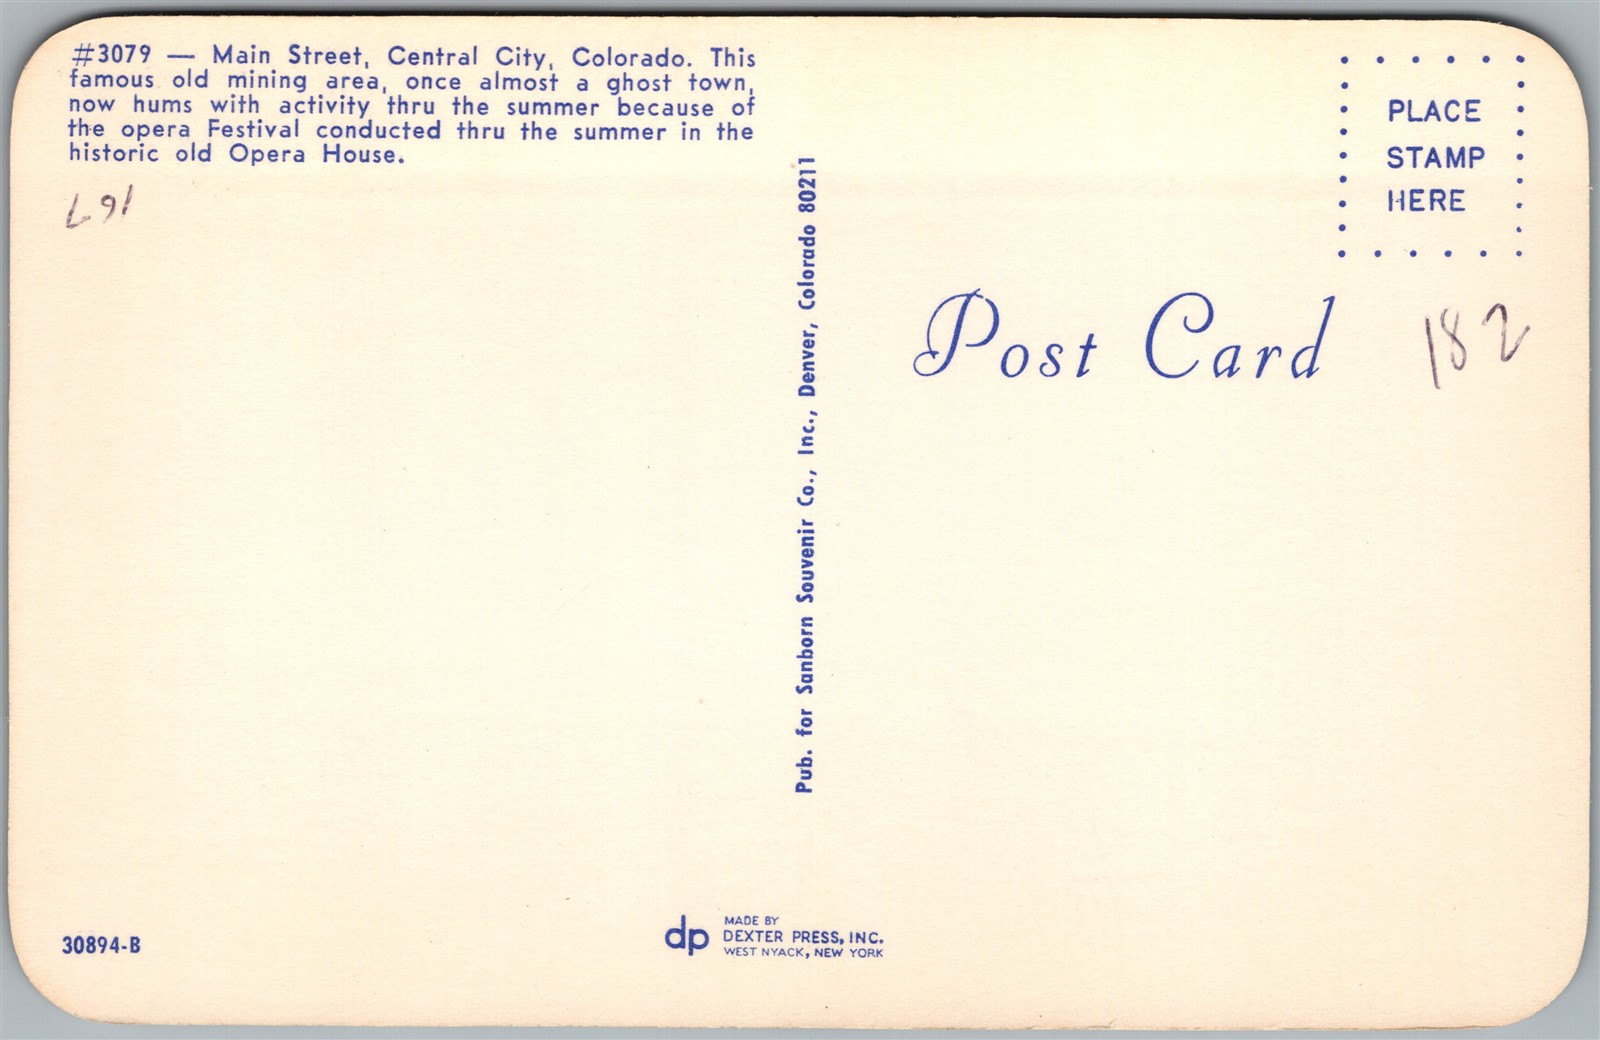 #3079 — Main Street, Central City, Colorado. This
famous old mining area, once almost a ghost town,
now hums with activity thru the summer because of
the opera Festival conducted thru the summer in the
historic old Opera House.
167
PLACE
STAMP
HERE
Post Card
182
Pub. for Sanborn Souvenir Co., Inc., Denver, Colorado 80211
30894-B
dp
MADE BY
DEXTER PRESS, INC.
WEST NYACK, NEW YORK